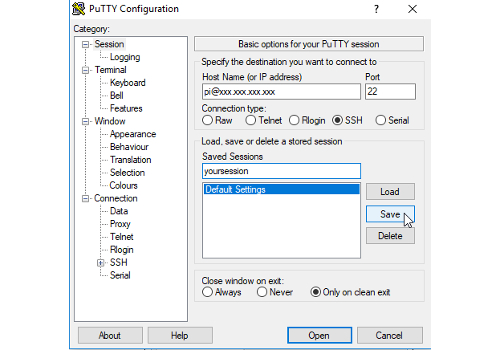 PuTTY Configuration
? ×
Category:
Session
Logging
Terminal
Keyboard
Bell
Features
Window
Appearance
Behaviour
Translation
Selection
Colours
Connection
Data
Proxy
Telnet
Rlogin
SSH
Serial
Basic options for your PuTTY session
Specify the destination you want to connect to
Host Name (or IP address) Port
pi@xxx.xxx.xxx.xxx 22
Connection type:
Raw Telnet Rlogin SSH Serial
Load, save or delete a stored session
Saved Sessions
yoursession
Default Settings
Load
Save
Delete
Close window on exit:
Always Never Only on clean exit
About Help Open Cancel